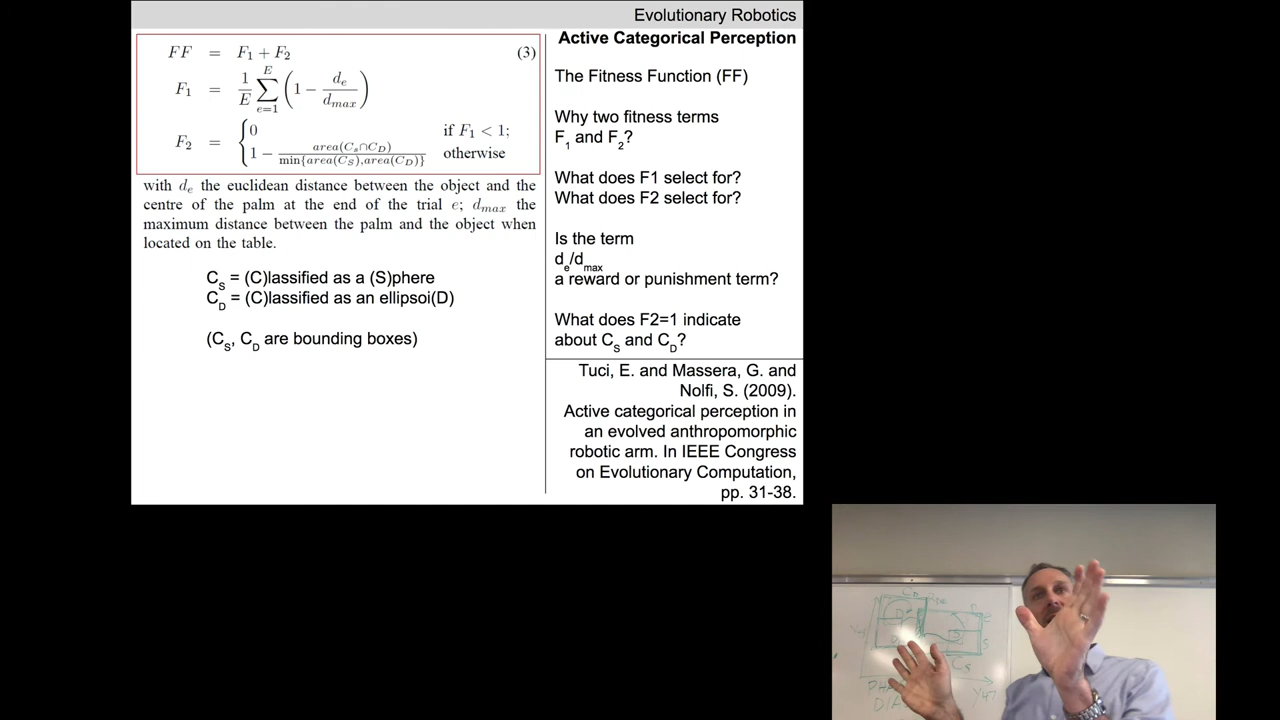 Evolutionary Robotics
FF = F₁ + F₂ (3)
F₁ = 1/E ∑_{e=1}^{E} (1 − d_e/d_max)
F₂ = { 0 if F₁ < 1;
1 − area(C_s∩C_D)/min{area(C_S),area(C_D)} otherwise
with d_e the euclidean distance between the object and the
centre of the palm at the end of the trial e; d_max the
maximum distance between the palm and the object when
located on the table.
C_S = (C)lassified as a (S)phere
C_D = (C)lassified as an ellipsoi(D)
(C_S, C_D are bounding boxes)
Active Categorical Perception
The Fitness Function (FF)
Why two fitness terms
F₁ and F₂?
What does F1 select for?
What does F2 select for?
Is the term
d_e/d_max
a reward or punishment term?
What does F2=1 indicate
about C_S and C_D?
Tuci, E. and Massera, G. and
Nolfi, S. (2009).
Active categorical perception in
an evolved anthropomorphic
robotic arm. In IEEE Congress
on Evolutionary Computation,
pp. 31-38.
C_S